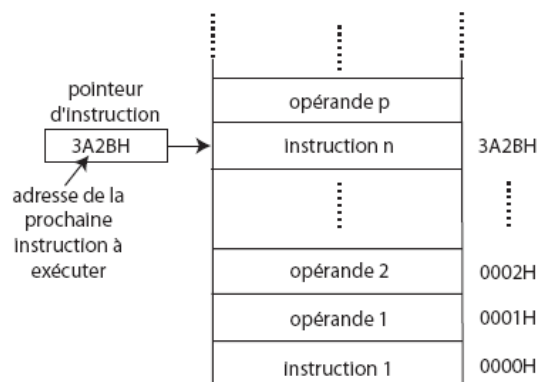 pointeur
d'instruction
3A2BH
adresse de la
prochaine
instruction à
exécuter
opérande p
instruction n 3A2BH
opérande 2 0002H
opérande 1 0001H
instruction 1 0000H